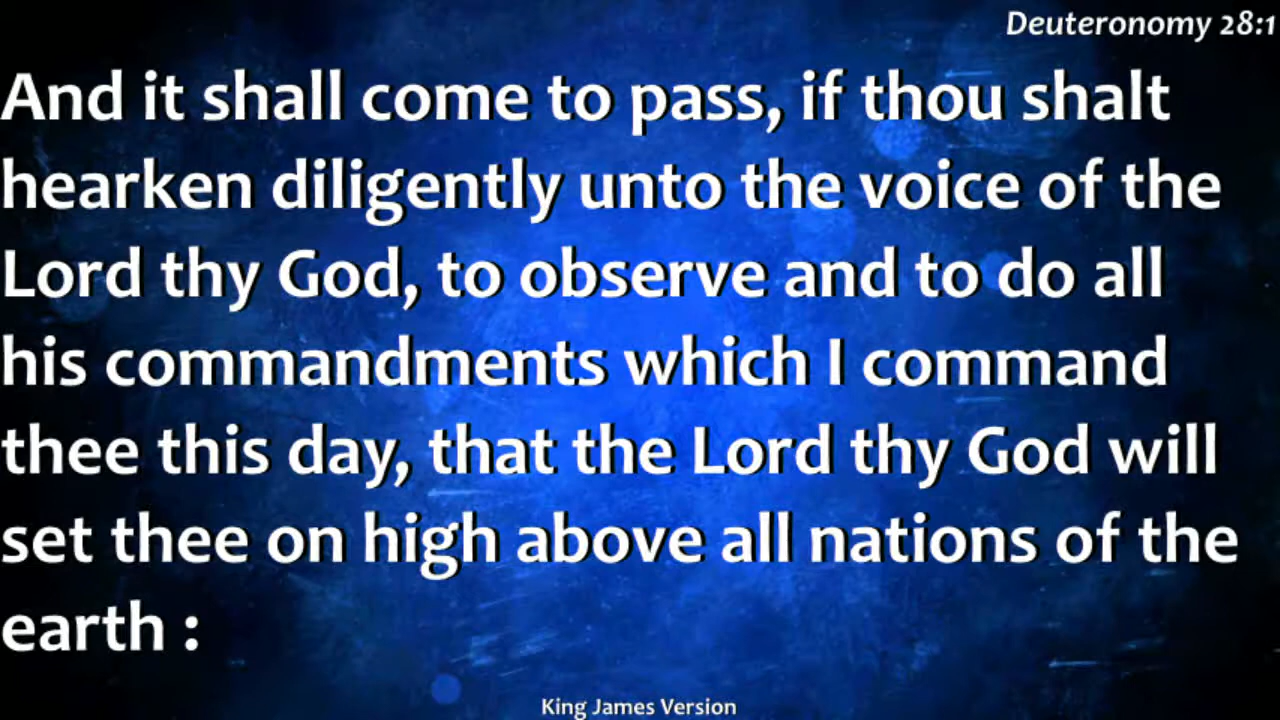 Deuteronomy 28:1
And it shall come to pass, if thou shalt
hearken diligently unto the voice of the
Lord thy God, to observe and to do all
his commandments which I command
thee this day, that the Lord thy God will
set thee on high above all nations of the
earth :
King James Version